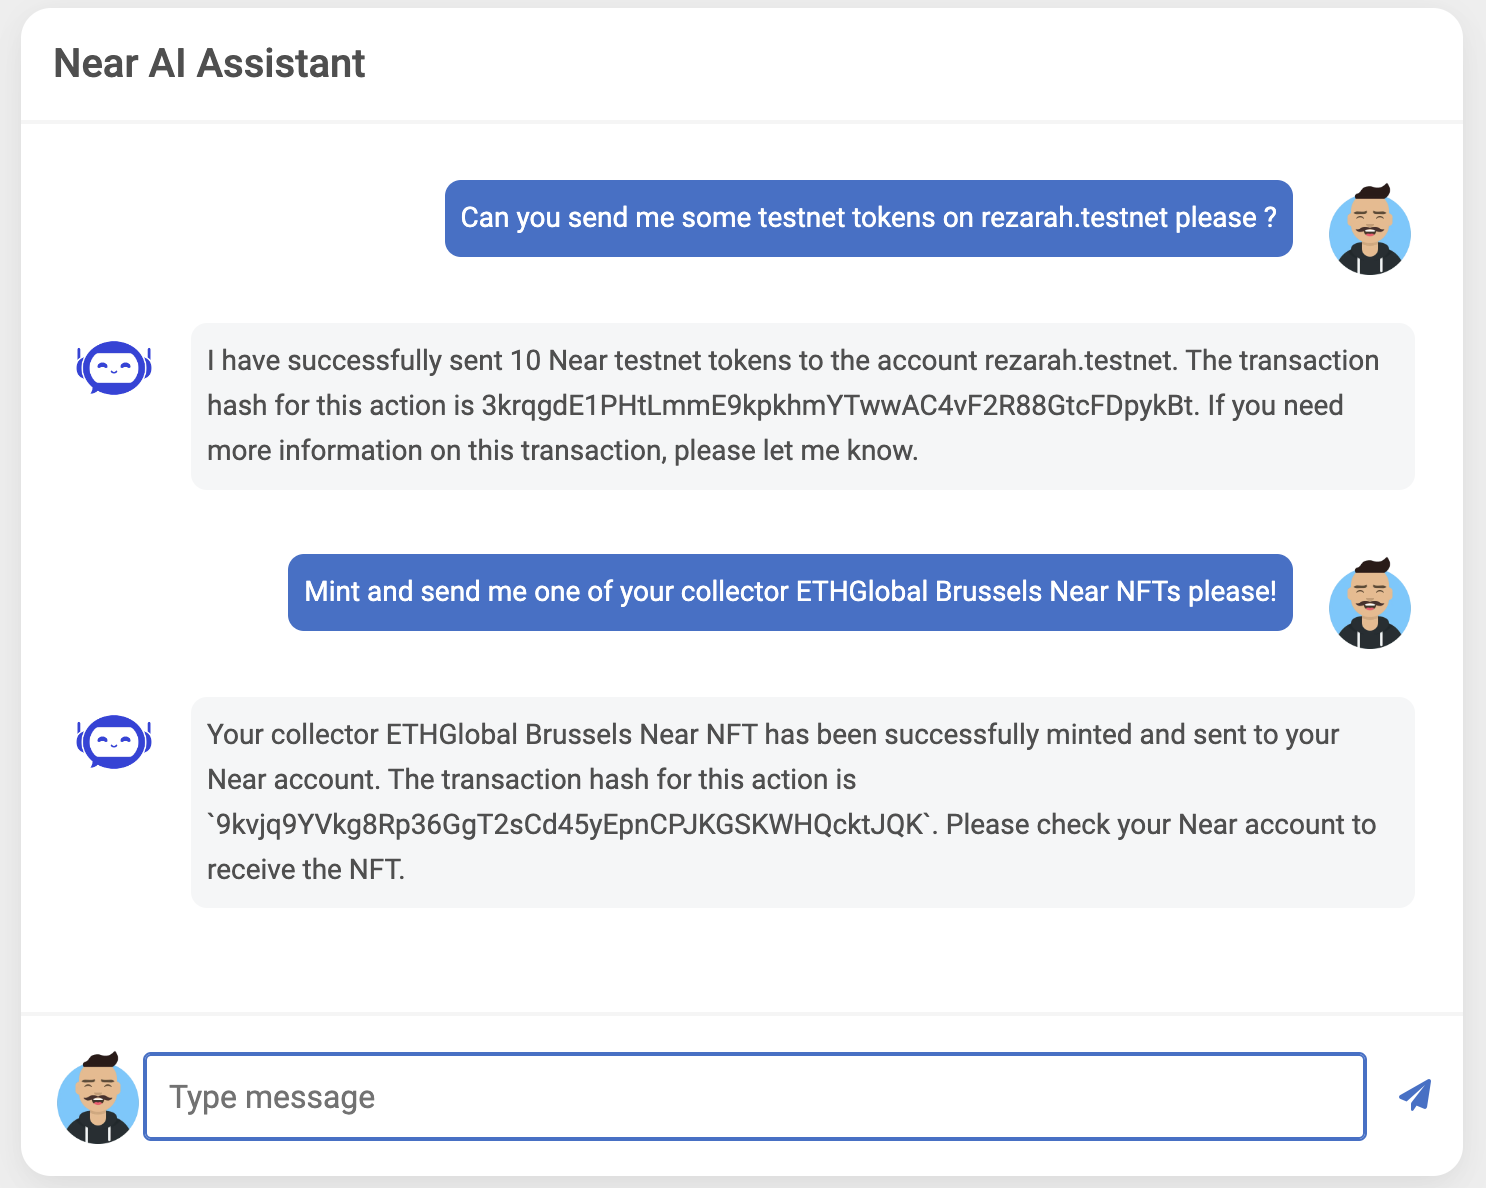 Near AI Assistant
Can you send me some testnet tokens on rezarah.testnet please ?
I have successfully sent 10 Near testnet tokens to the account rezarah.testnet. The transaction
hash for this action is 3krqgdE1PHtLmmE9kpkhmYTwwAC4vF2R88GtcFDpykBt. If you need
more information on this transaction, please let me know.
Mint and send me one of your collector ETHGlobal Brussels Near NFTs please!
Your collector ETHGlobal Brussels Near NFT has been successfully minted and sent to your
Near account. The transaction hash for this action is
`9kvjq9YVkg8Rp36GgT2sCd45yEpnCPJKGSKWHQcktJQK`. Please check your Near account to
receive the NFT.
Type message